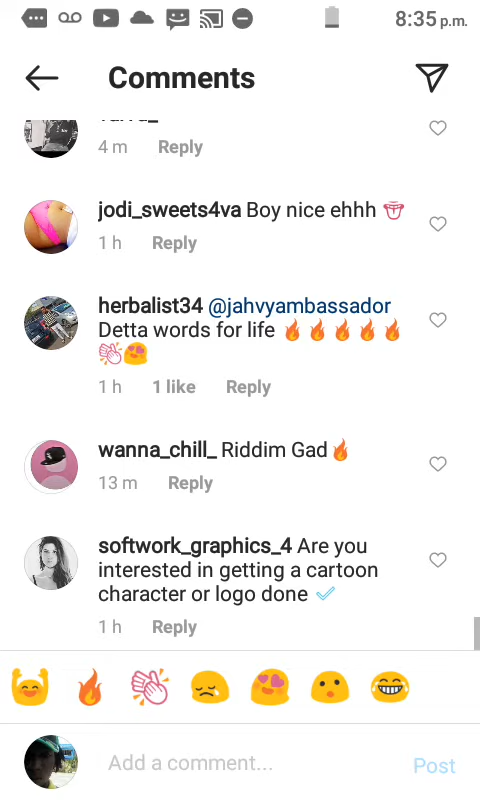 8:35 p.m.
Comments
4 m Reply
jodi_sweets4va Boy nice ehhh
1 h Reply
herbalist34 @jahvyambassador
Detta words for life
1 h 1 like Reply
wanna_chill_ Riddim Gad
13 m Reply
softwork_graphics_4 Are you
interested in getting a cartoon
character or logo done
1 h Reply
Add a comment... Post